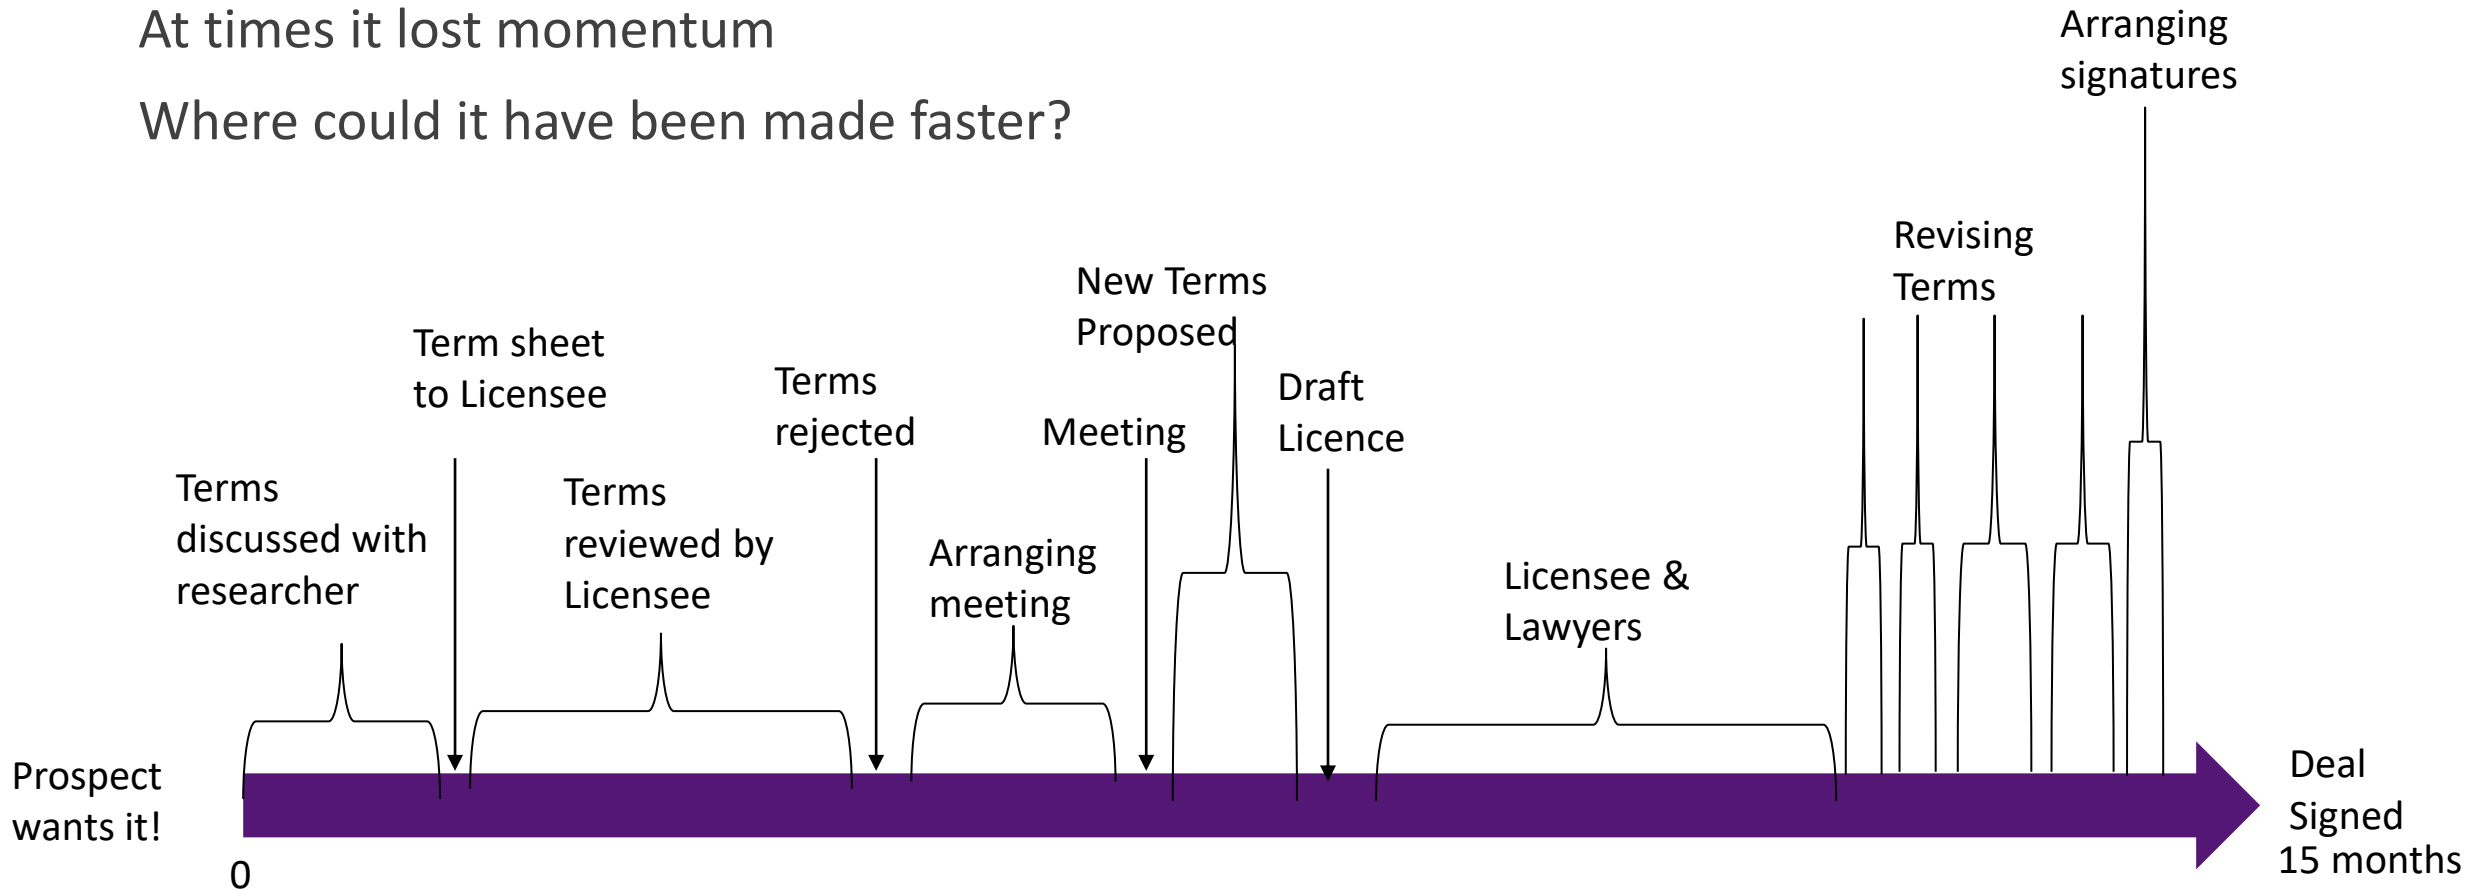 At times it lost momentum
Where could it have been made faster?
Prospect
wants it!
0
Terms
discussed with
researcher
Term sheet
to Licensee
Terms
reviewed by
Licensee
Terms
rejected
Arranging
meeting
Meeting
New Terms
Proposed
Draft
Licence
Licensee &
Lawyers
Revising
Terms
Arranging
signatures
Deal
Signed
15 months